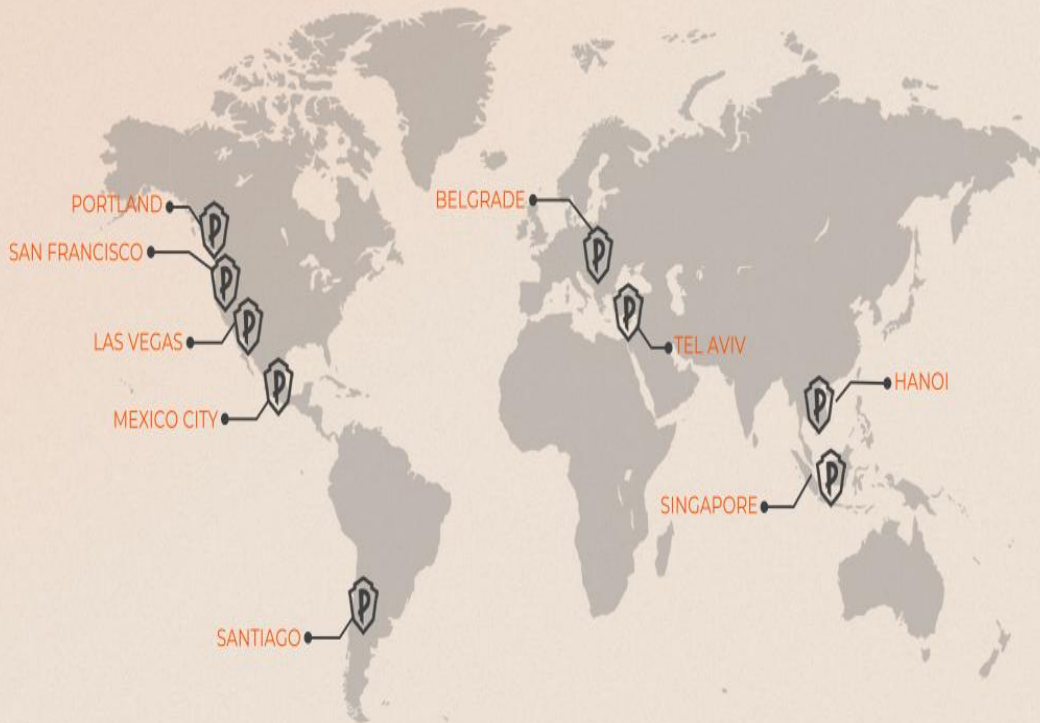 PORTLAND
BELGRADE
SAN FRANCISCO
LAS VEGAS
TEL AVIV
HANOI
MEXICO CITY
SINGAPORE
SANTIAGO
P
P
P
P
P
P
P
P
P